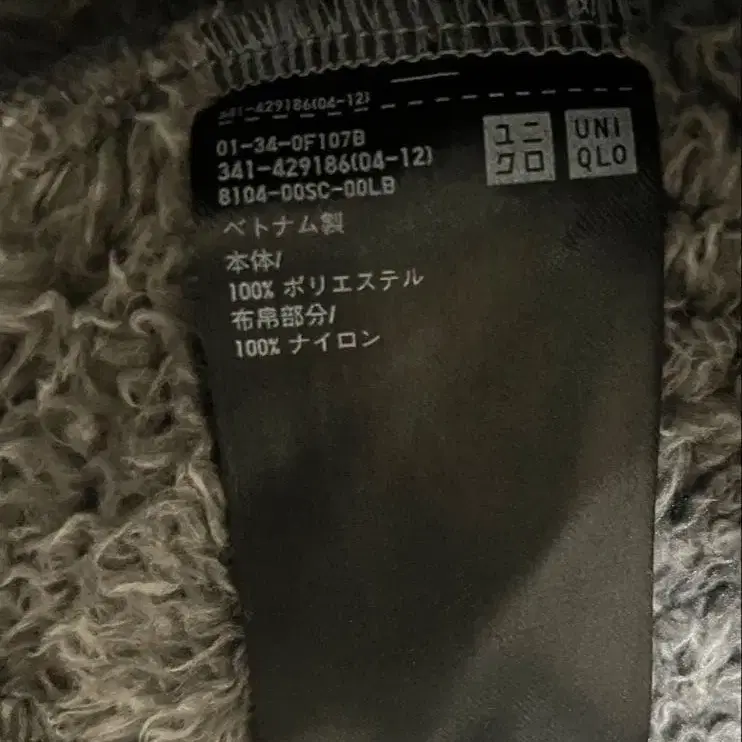 341-429186(04-12)
01-34-0F107B
341-429186(04-12)
8104-00SC-00LB
ユニ
クロ
UNI
QLO
ベトナム製
本体/
100% ポリエステル
布帛部分/
100% ナイロン